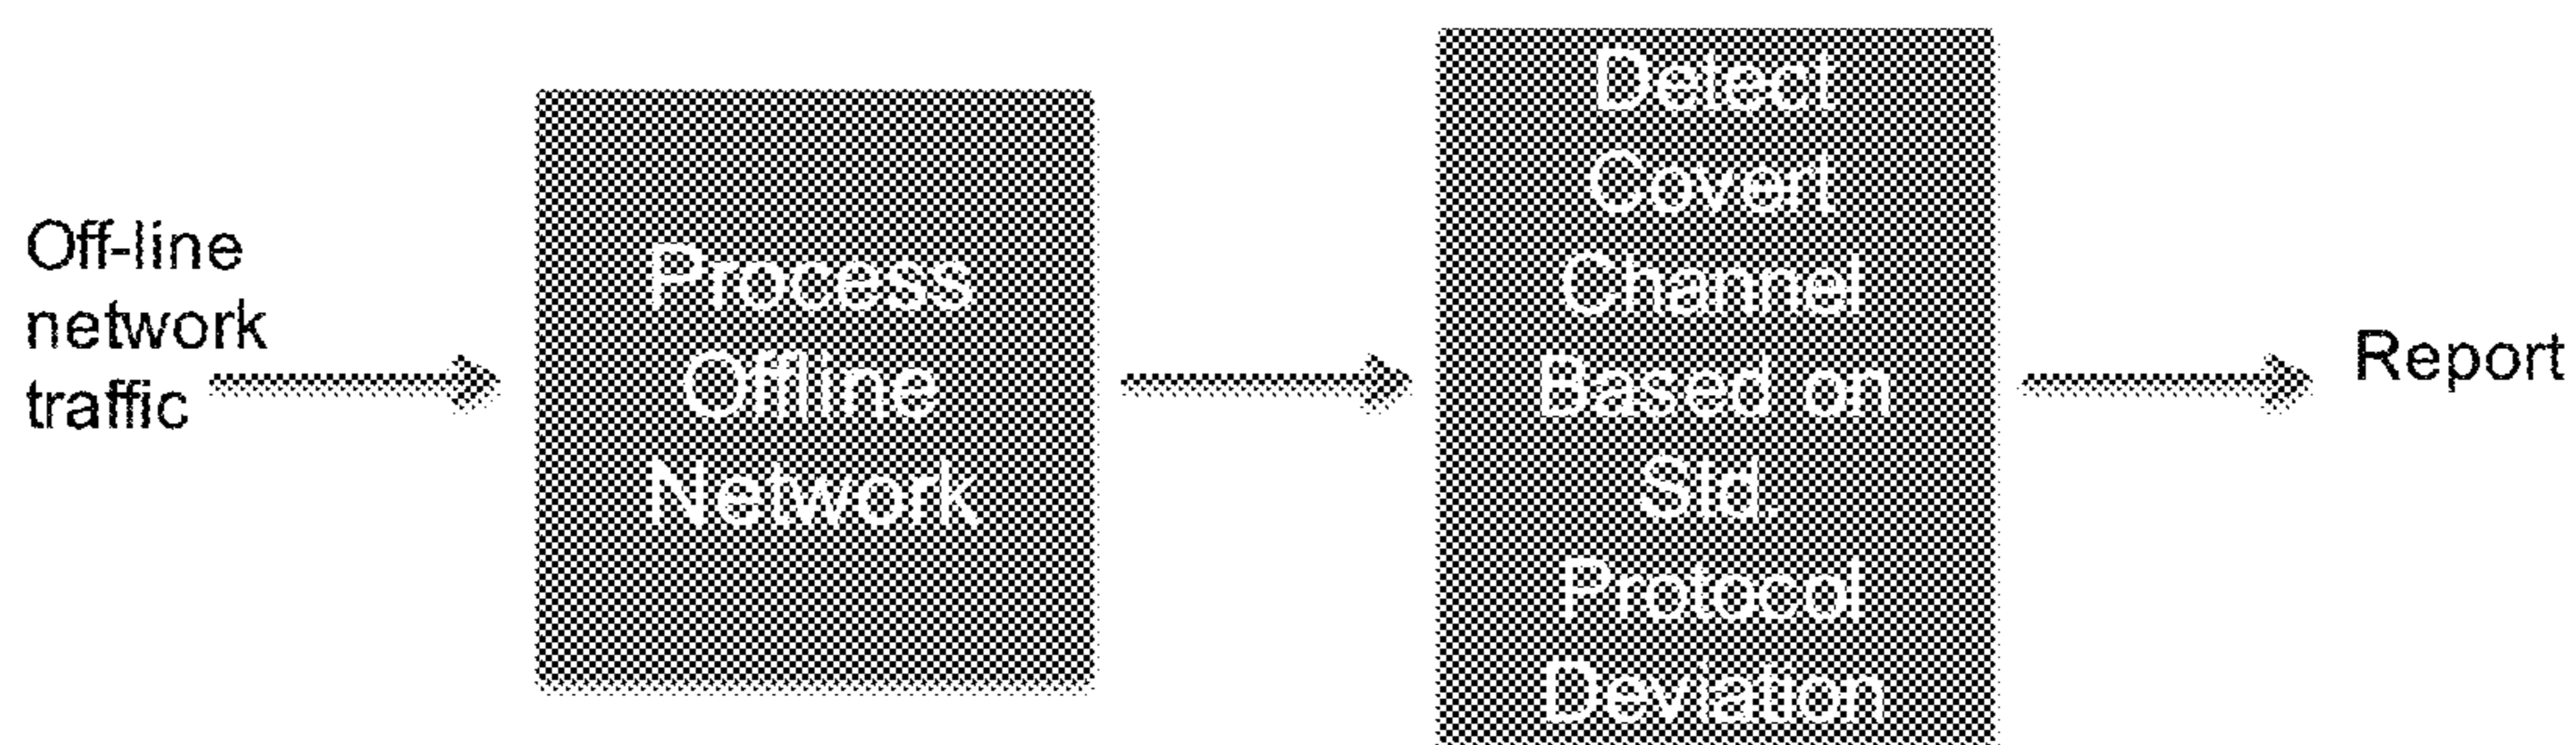 Off-line
network
traffic
Process
Offline
Network
Detect
Covert
Channel
Based on
Std.
Protocol
Deviation
Report